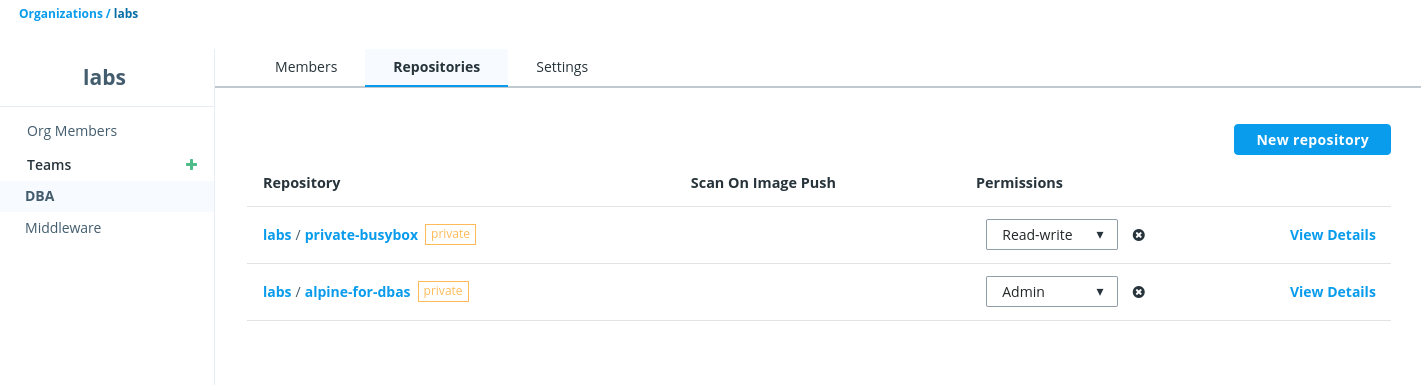 Organizations / labs
labs
Org Members
Teams
DBA
Middleware
Members Repositories Settings
New repository
Repository Scan On Image Push Permissions
labs / private-busybox private Read-write View Details
labs / alpine-for-dbas private Admin View Details